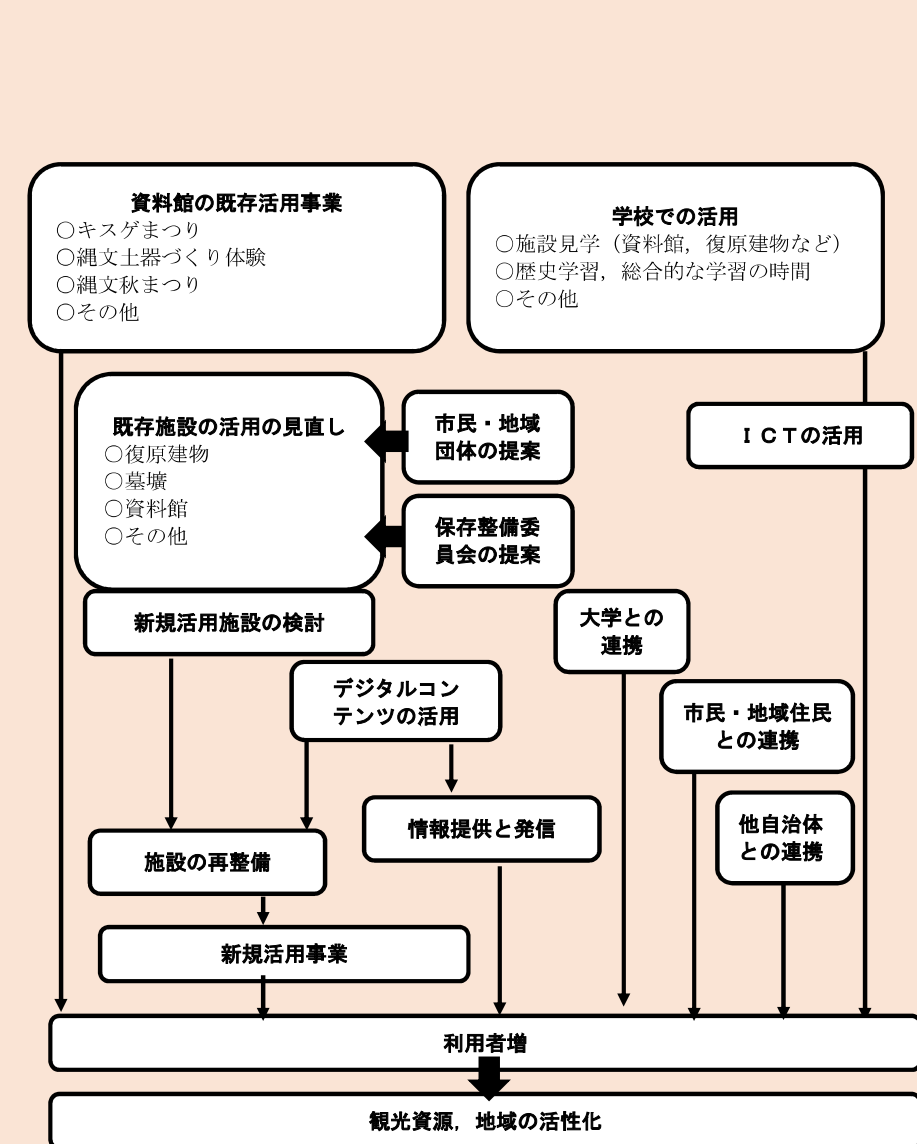 資料館の既存活用事業
○キスゲまつり
○縄文土器づくり体験
○縄文秋まつり
○その他
学校での活用
○施設見学（資料館，復原建物など）
○歴史学習，総合的な学習の時間
○その他
既存施設の活用の見直し
○復原建物
○墓壙
○資料館
○その他
市民・地域
団体の提案
ＩＣＴの活用
保存整備委
員会の提案
新規活用施設の検討
大学との
連携
デジタルコン
テンツの活用
市民・地域住民
との連携
情報提供と発信
他自治体
との連携
施設の再整備
新規活用事業
利用者増
観光資源，地域の活性化